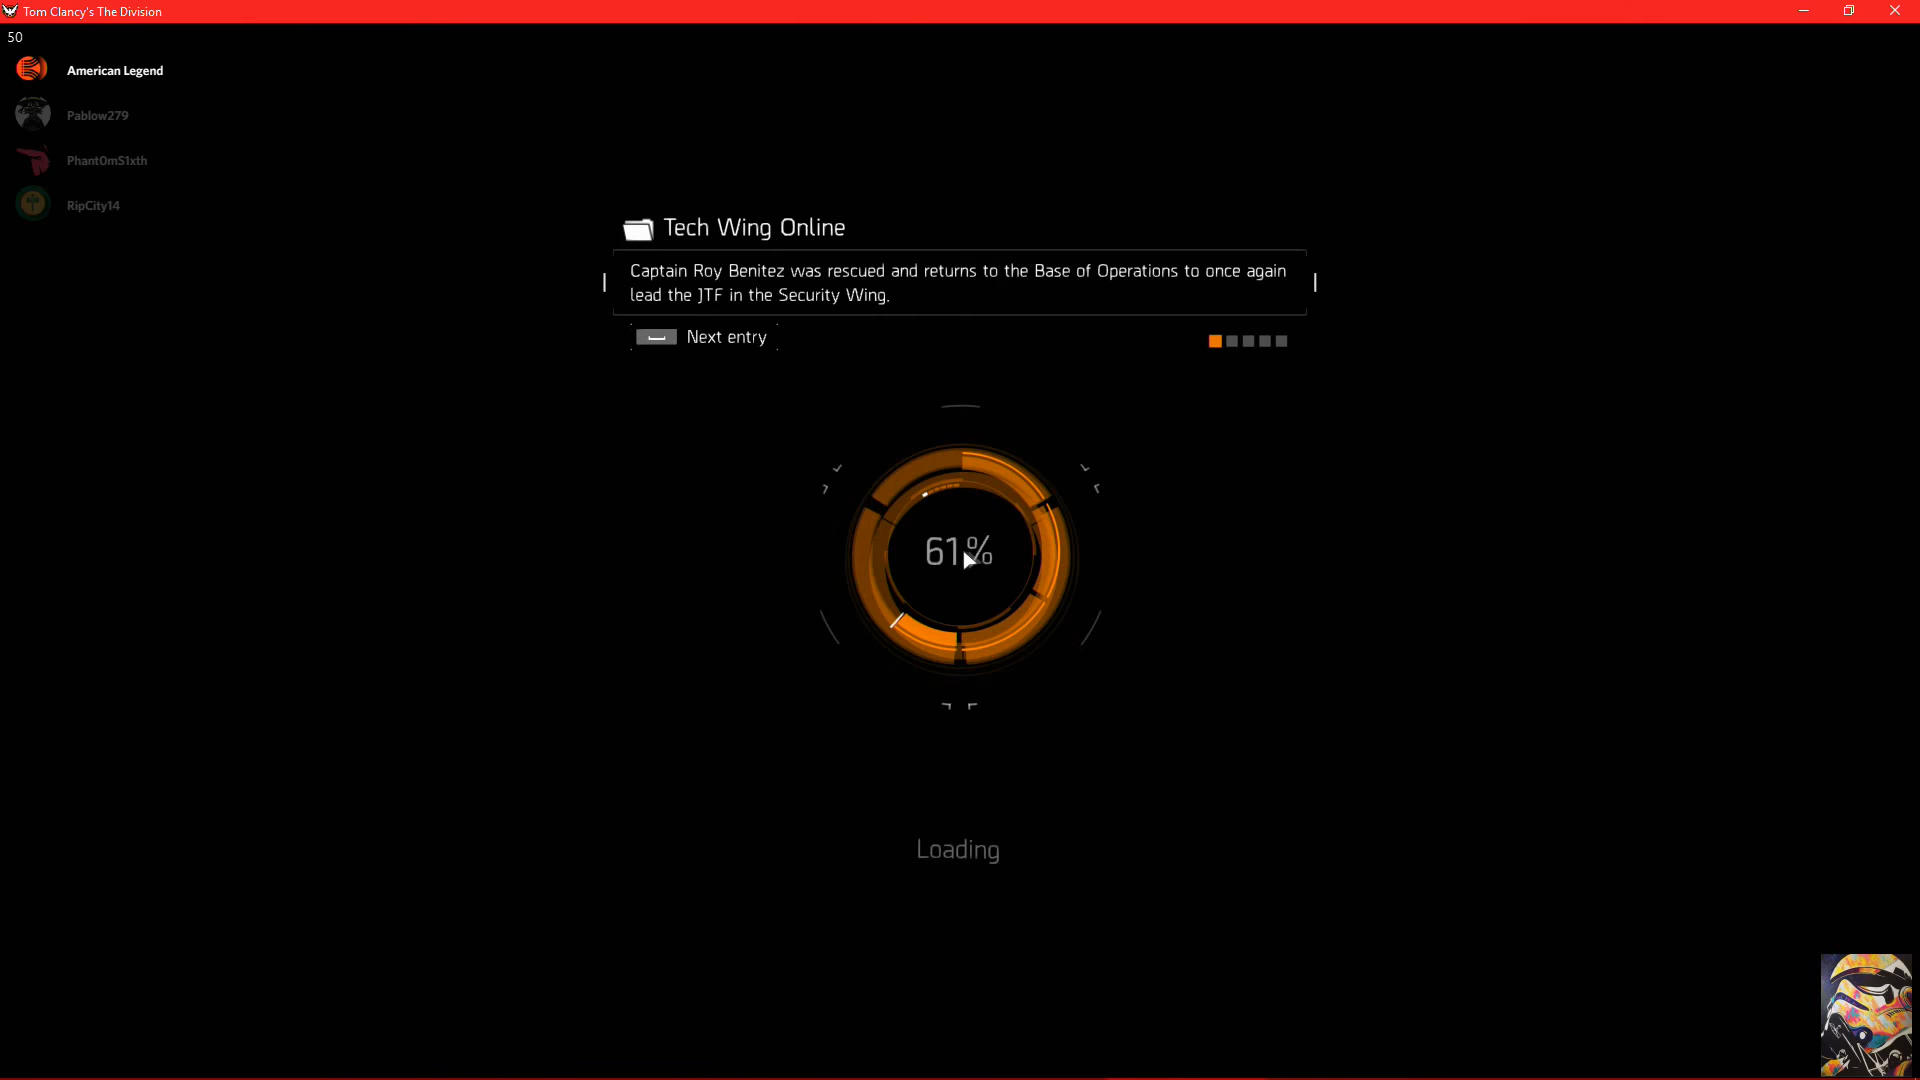 Tom Clancy's The Division
50
American Legend
Pablow279
Phant0mS1xth
RipCity14
Tech Wing Online
Captain Roy Benitez was rescued and returns to the Base of Operations to once again
lead the JTF in the Security Wing.
Next entry
61%
Loading